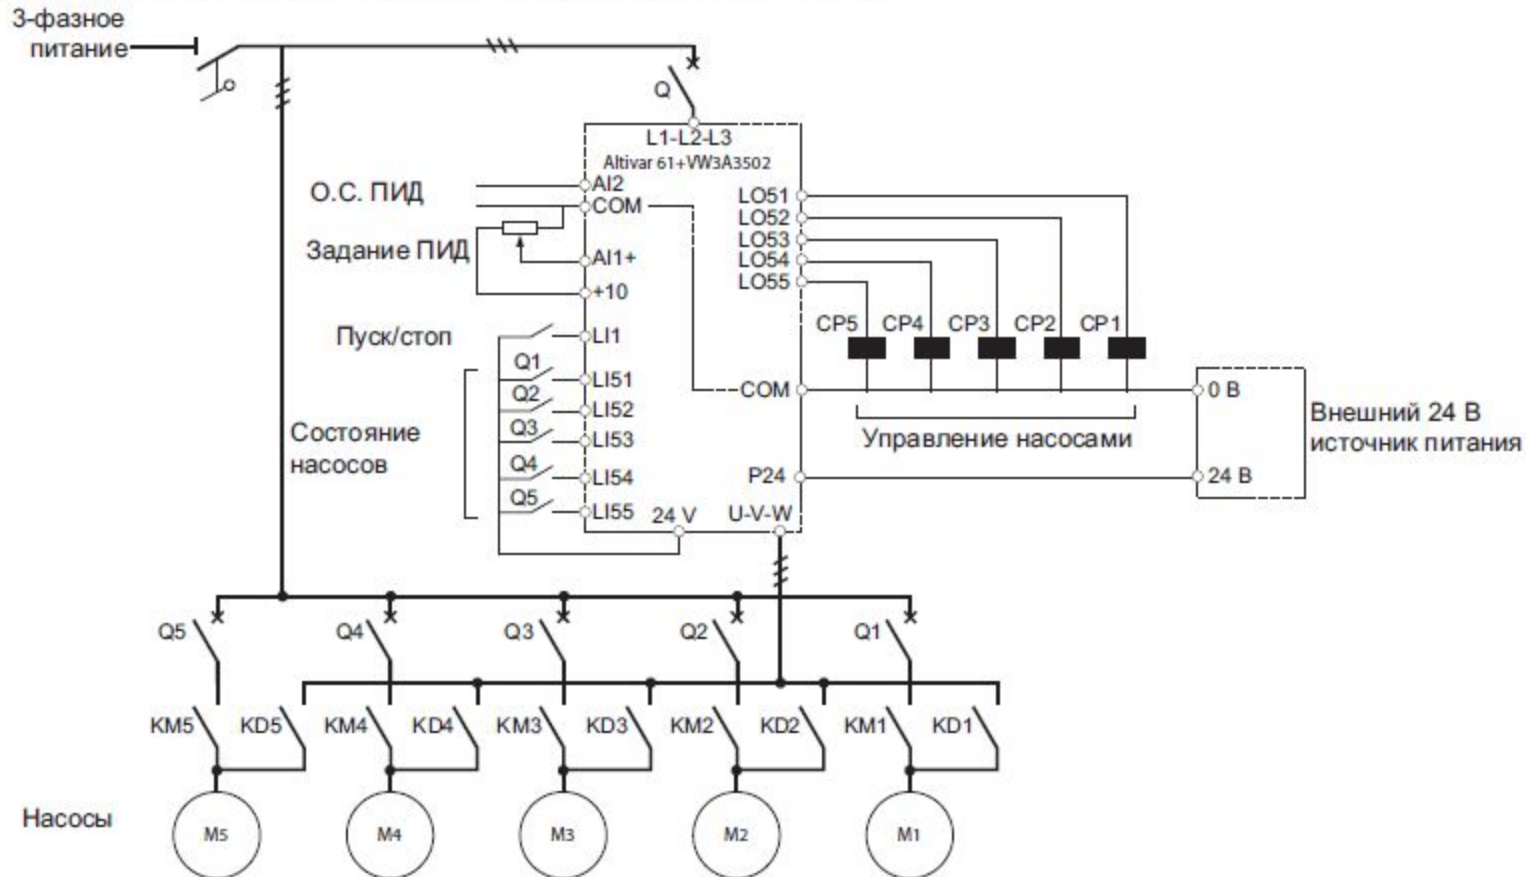 3-фазное
питание
Q
L1-L2-L3
Altivar 61+VW3A3502
О.С. ПИД
AI2
COM
Задание ПИД
AI1+
+10
Пуск/стоп
LI1
Q1
LI51
Q2
LI52
Q3
LI53
Q4
LI54
Q5
LI55
Состояние
насосов
24 V
U-V-W
LO51
LO52
LO53
LO54
LO55
CP5
CP4
CP3
CP2
CP1
COM
P24
Управление насосами
0 В
24 В
Внешний 24 В
источник питания
Q5
Q4
Q3
Q2
Q1
KM5
KD5
KM4
KD4
KM3
KD3
KM2
KD2
KM1
KD1
Насосы
M5
M4
M3
M2
M1